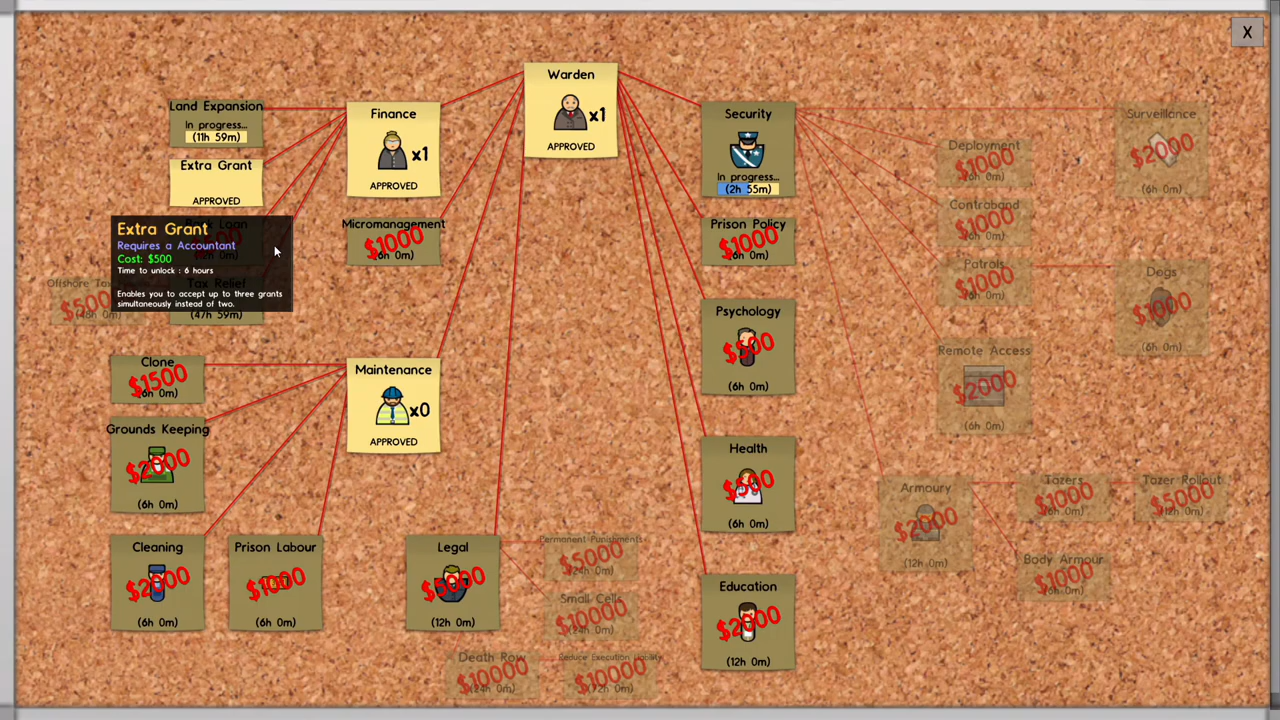 X
Warden
x1
APPROVED
Land Expansion
In progress...
(11h 59m)
Finance
x1
APPROVED
Extra Grant
APPROVED
Extra Grant
Requires a Accountant
Cost: $500
Time to unlock : 6 hours
Enables you to accept up to three grants
simultaneously instead of two.
Tax Relief
(47h 59m)
Micromanagement
$1000
(6h 0m)
Security
In progress...
(2h 55m)
Prison Policy
$1000
(6h 0m)
Deployment
$1000
(6h 0m)
Surveillance
$2000
(6h 0m)
Contraband
$1000
(6h 0m)
Patrols
$1000
(6h 0m)
Dogs
$1000
(6h 0m)
Remote Access
$2000
(6h 0m)
Clone
$1500
(6h 0m)
Maintenance
x0
APPROVED
Grounds Keeping
$2000
(6h 0m)
Cleaning
$2000
(6h 0m)
Prison Labour
$1000
(6h 0m)
Legal
$5000
(12h 0m)
Permanent Punishments
$5000
(24h 0m)
Small Cells
$10000
(24h 0m)
Death Row
$10000
(24h 0m)
Reduce Execution Liability
$10000
Psychology
$500
(6h 0m)
Health
$500
(6h 0m)
Education
$2000
(12h 0m)
Armoury
$2000
(12h 0m)
Tazers
$1000
(6h 0m)
Tazer Rollout
$5000
Body Armour
$1000
(6h 0m)